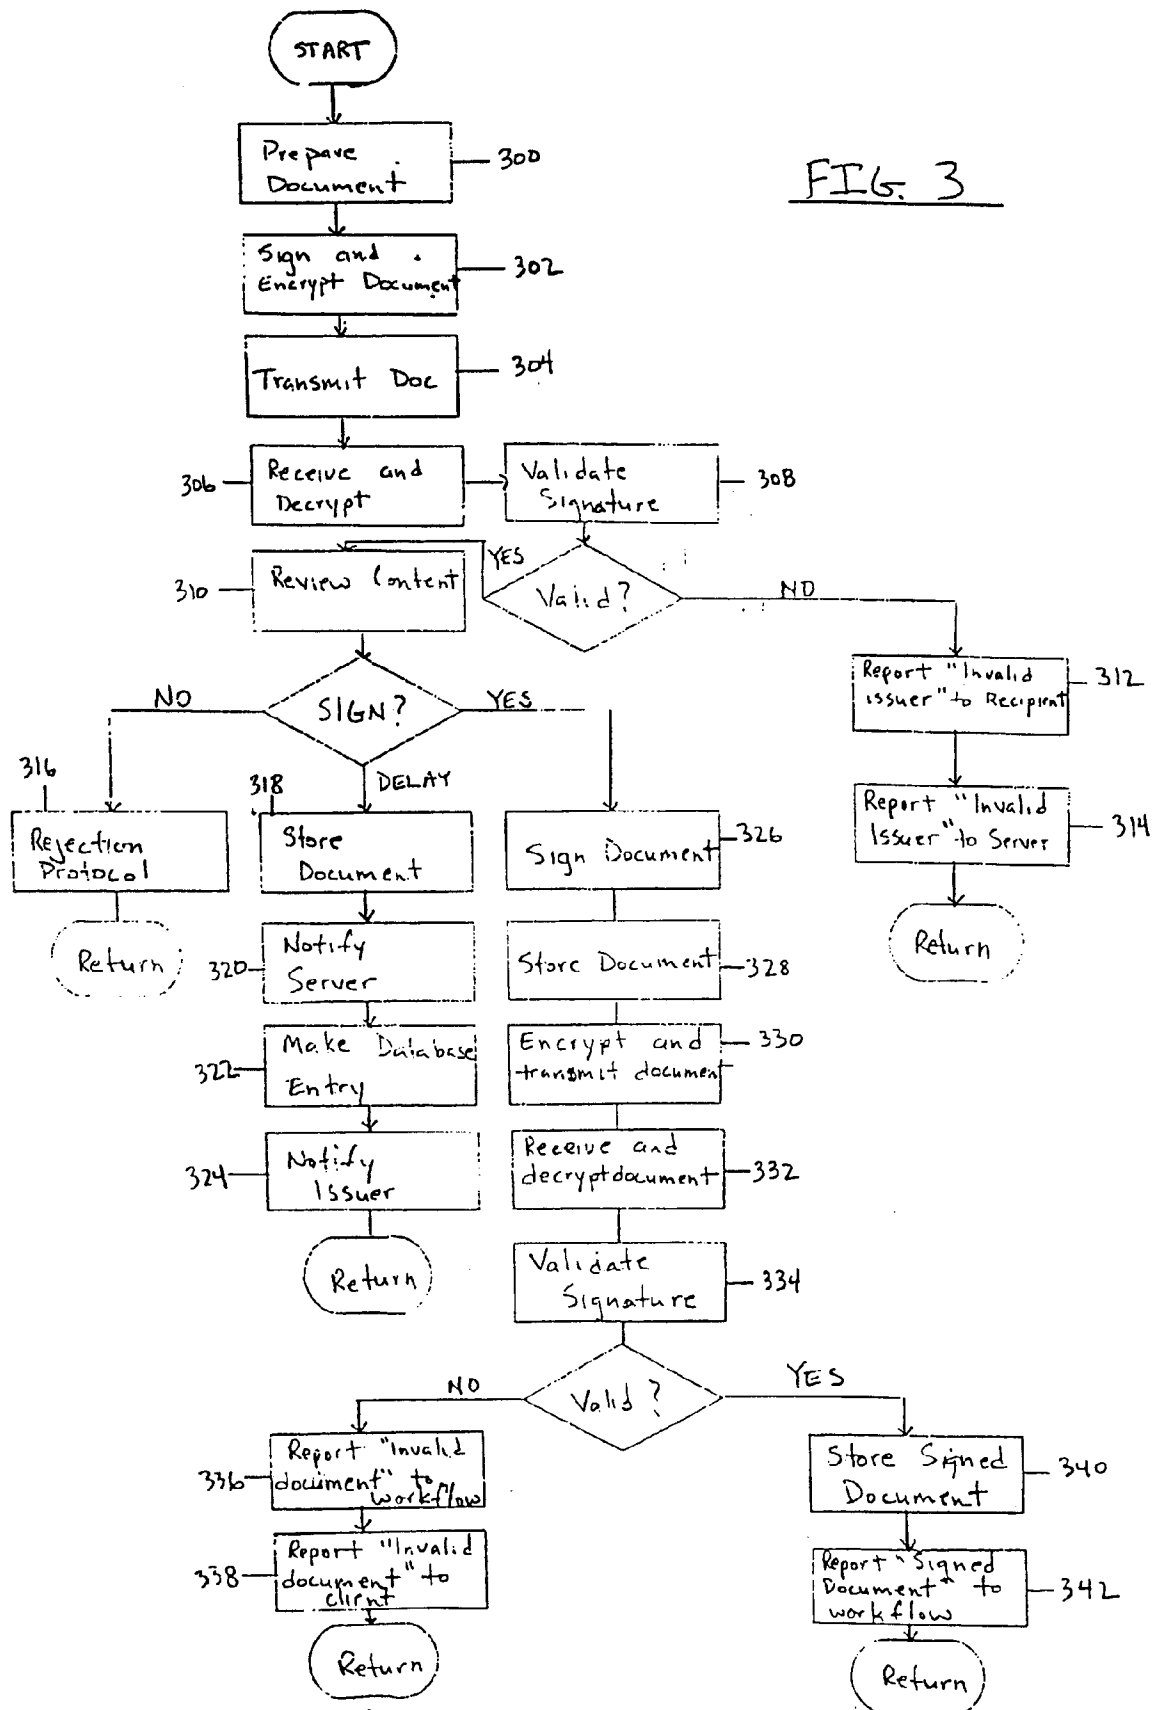 START
Prepare
Document
300
FIG. 3
Sign and
Encrypt Document
302
Transmit Doc
304
306
Receive and
Decrypt
Validate
Signature
308
310
Review Content
YES
Valid?
NO
Report "Invalid
issuer" to Recipient
312
NO
SIGN?
YES
316
318
DELAY
Report "Invalid
Issuer" to Server
314
Rejection
Protocol
Store
Document
Sign Document
326
Return
320
Notify
Server
Store Document
328
Return
322
Make Database
Entry
Encrypt and
transmit document
330
324
Notify
Issuer
Receive and
decrypt document
332
Return
Validate
Signature
334
NO
Valid?
YES
336
Report "Invalid
document" to
workflow
Store Signed
Document
340
338
Report "Invalid
document" to
client
Report "Signed
Document" to
workflow
342
Return
Return